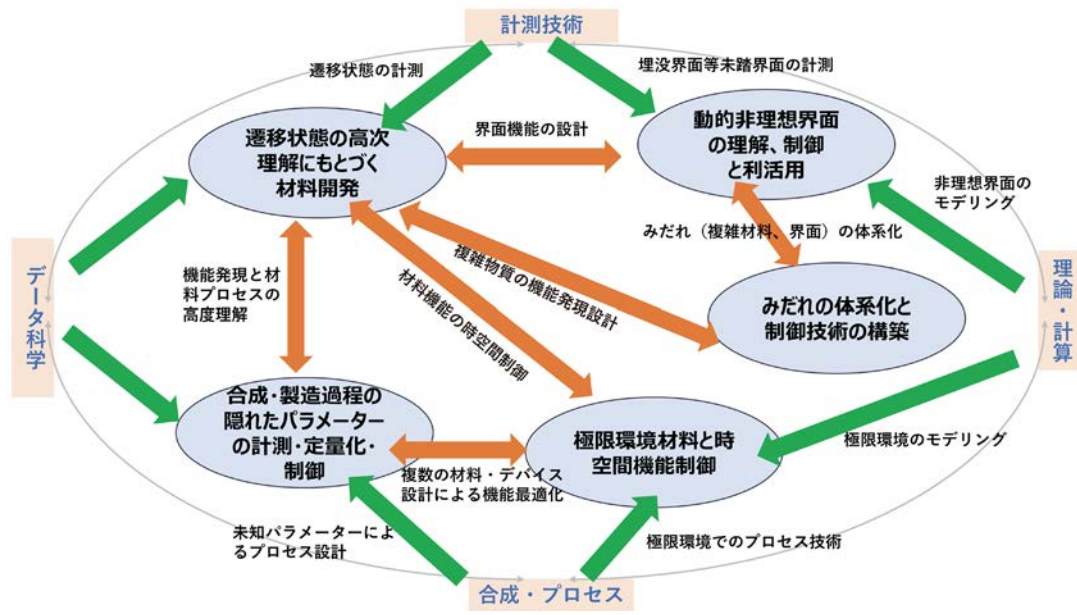 計測技術
遷移状態の計測
埋没界面等未踏界面の計測
遷移状態の高次
理解にもとづく
材料開発
界面機能の設計
動的非理想界面
の理解、制御
と利活用
非理想界面の
モデリング
みだれ（複雑材料、界面）の体系化
データ科学
機能発現と材
料プロセスの
高度理解
材料機能の時空間制御
複雑物質の機能発現設計
みだれの体系化と
制御技術の構築
理論・計算
合成・製造過程の
隠れたパラメーター
の計測・定量化・
制御
複数の材料・デバイス
設計による機能最適化
極限環境材料と時
空間機能制御
極限環境のモデリング
未知パラメーターによ
るプロセス設計
極限環境でのプロセス技術
合成・プロセス